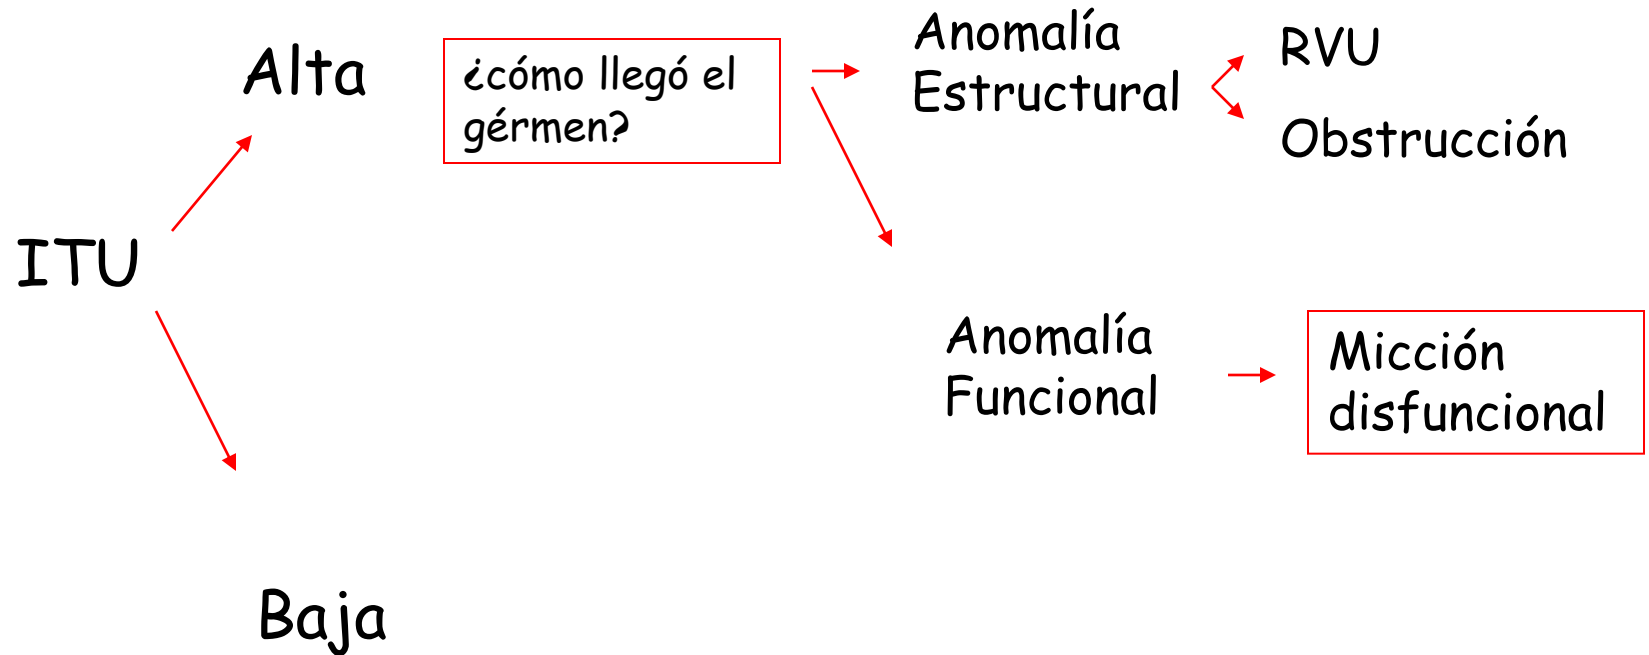 Alta
¿cómo llegó el
gérmen?
Anomalía
Estructural
RVU
Obstrucción
ITU
Anomalía
Funcional
Micción
disfuncional
Baja